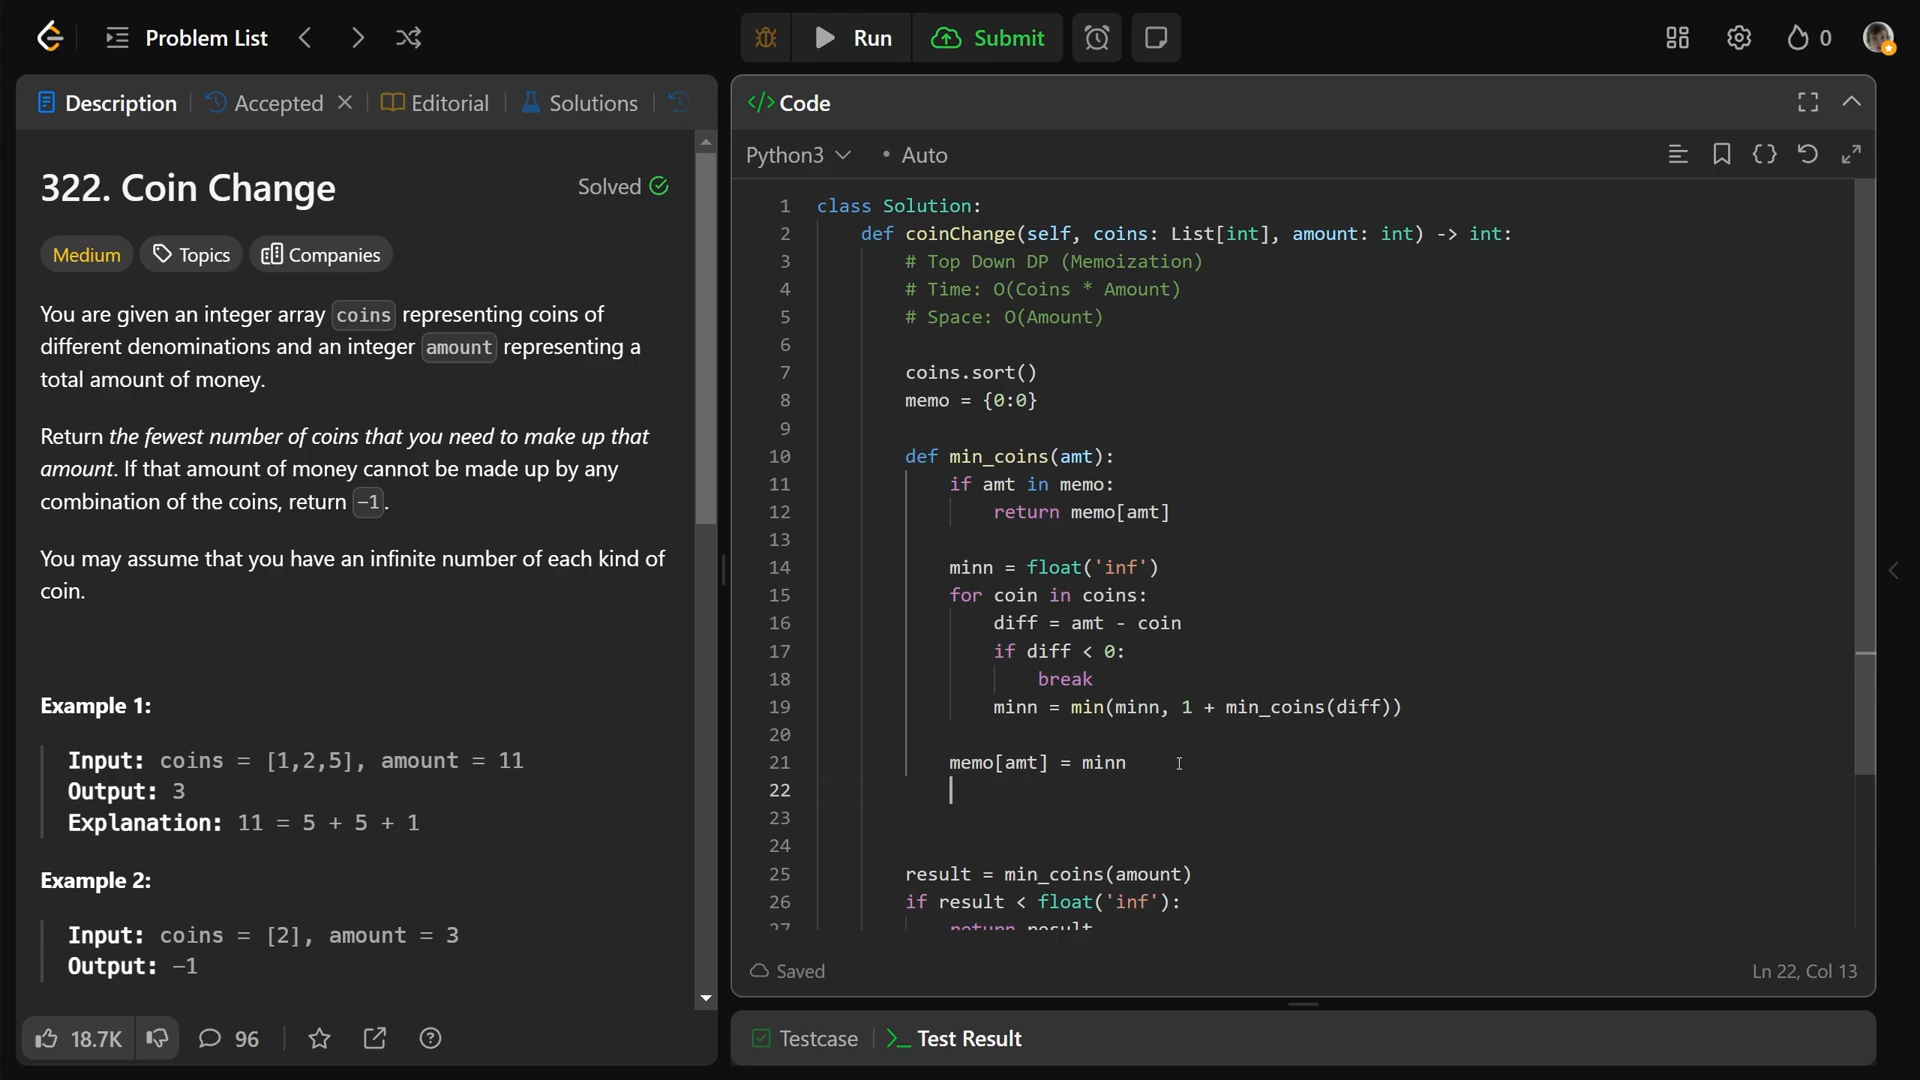 Problem List
Run
Submit
0
Description
Accepted
Editorial
Solutions
322. Coin Change
Solved
Medium
Topics
Companies
You are given an integer array coins representing coins of
different denominations and an integer amount representing a
total amount of money.
Return the fewest number of coins that you need to make up that
amount. If that amount of money cannot be made up by any
combination of the coins, return -1.
You may assume that you have an infinite number of each kind of
coin.
Example 1:
Input: coins = [1,2,5], amount = 11
Output: 3
Explanation: 11 = 5 + 5 + 1
Example 2:
Input: coins = [2], amount = 3
Output: -1
18.7K
96
</> Code
Python3
• Auto
1 class Solution:
2 def coinChange(self, coins: List[int], amount: int) -> int:
3 # Top Down DP (Memoization)
4 # Time: O(Coins * Amount)
5 # Space: O(Amount)
6
7 coins.sort()
8 memo = {0:0}
9
10 def min_coins(amt):
11 if amt in memo:
12 return memo[amt]
13
14 minn = float('inf')
15 for coin in coins:
16 diff = amt - coin
17 if diff < 0:
18 break
19 minn = min(minn, 1 + min_coins(diff))
20
21 memo[amt] = minn
22
23
24
25 result = min_coins(amount)
26 if result < float('inf'):
27 return result
Saved
Ln 22, Col 13
Testcase
Test Result